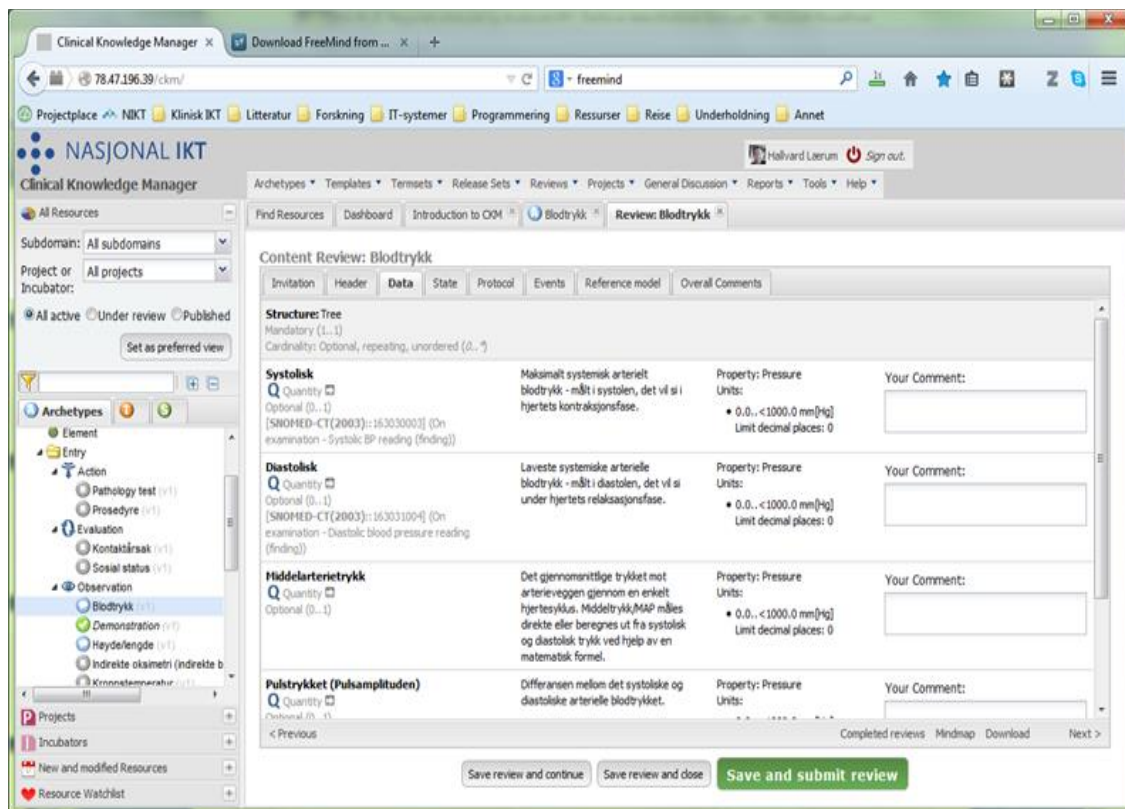 Clinical Knowledge Manager × Download FreeMind from ... × +
78.47.196.39/ckm/ freemind
Projectplace NIKT Klinisk IKT Litteratur Forskning IT-systemer Programmering Ressurser Reise Underholdning Annet
NASJONAL IKT
Hallvard Lærum Sign out.
Clinical Knowledge Manager
Archetypes Templates Termsets Release Sets Reviews Projects General Discussion Reports Tools Help
All Resources
Find Resources Dashboard Introduction to CKM Blodtrykk Review: Blodtrykk
Subdomain: All subdomains
Project or Incubator: All projects
All active Under review Published
Set as preferred view
Archetypes
Element
Entry
Action
Pathology test (v1)
Prosedyre (v1)
Evaluation
Kontaktårsak (v1)
Sosial status (v1)
Observation
Blodtrykk (v1)
Demonstration (v1)
Høyde/lengde (v1)
Indirekte oksimetri (indirekte b
Kroppstemperatur (v1)
Projects
Incubators
New and modified Resources
Resource Watchlist
Content Review: Blodtrykk
Invitation Header Data State Protocol Events Reference model Overall Comments
Structure: Tree
Mandatory (1..1)
Cardinality: Optional, repeating, unordered (0..*)
Systolisk
Q Quantity
Optional (0..1)
[SNOMED-CT(2003)::163030003] (On
examination - Systolic BP reading (finding))
Maksimalt systemisk arterielt
blodtrykk - målt i systolen, det vil si i
hjertets kontraksjonsfase.
Property: Pressure
Units:
• 0.0..<1000.0 mm[Hg]
Limit decimal places: 0
Your Comment:
Diastolisk
Q Quantity
Optional (0..1)
[SNOMED-CT(2003)::163031004] (On
examination - Diastolic blood pressure reading
(finding))
Laveste systemiske arterielle
blodtrykk - målt i diastolen, det vil si
under hjertets relaksasjonsfase.
Property: Pressure
Units:
• 0.0..<1000.0 mm[Hg]
Limit decimal places: 0
Your Comment:
Middelarterietrykk
Q Quantity
Optional (0..1)
Det gjennomsnittlige trykket mot
arterieveggen gjennom en enkelt
hjertesyklus. Middeltrykk/MAP måles
direkte eller beregnes ut fra systolsk
og diastolsk trykk ved hjelp av en
matematisk formel.
Property: Pressure
Units:
• 0.0..<1000.0 mm[Hg]
Limit decimal places: 0
Your Comment:
Pulstrykket (Pulsamplituden)
Q Quantity
Optional (0..1)
Differansen mellom det systoliske og
diastoliske arterielle blodtrykket.
Property: Pressure
Units:
Your Comment:
< Previous Completed reviews Mindmap Download Next >
Save review and continue Save review and close Save and submit review